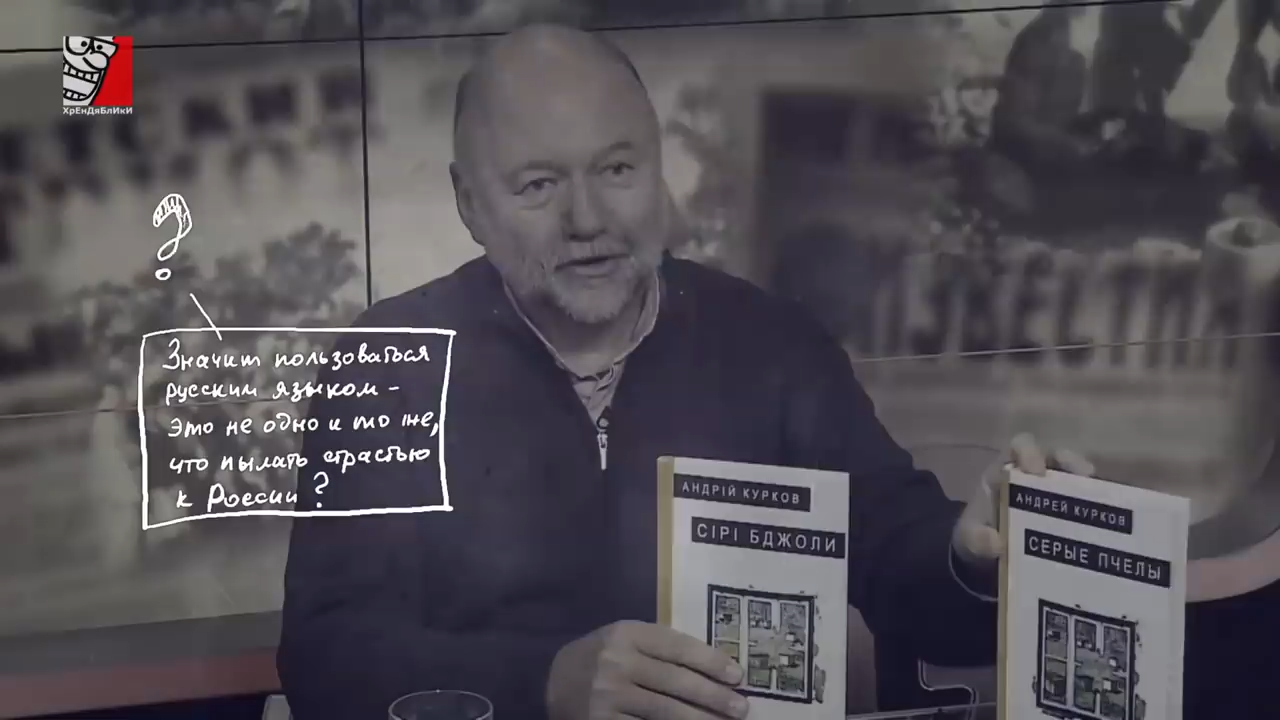 ХрЕнДяБлИкИ
?
Значит пользоваться
русским языком -
это не одно и то же,
что пылать страстью
к России?
АНДРІЙ КУРКОВ
СІРІ БДЖОЛИ
АНДРЕЙ КУРКОВ
СЕРЫЕ ПЧЕЛЫ